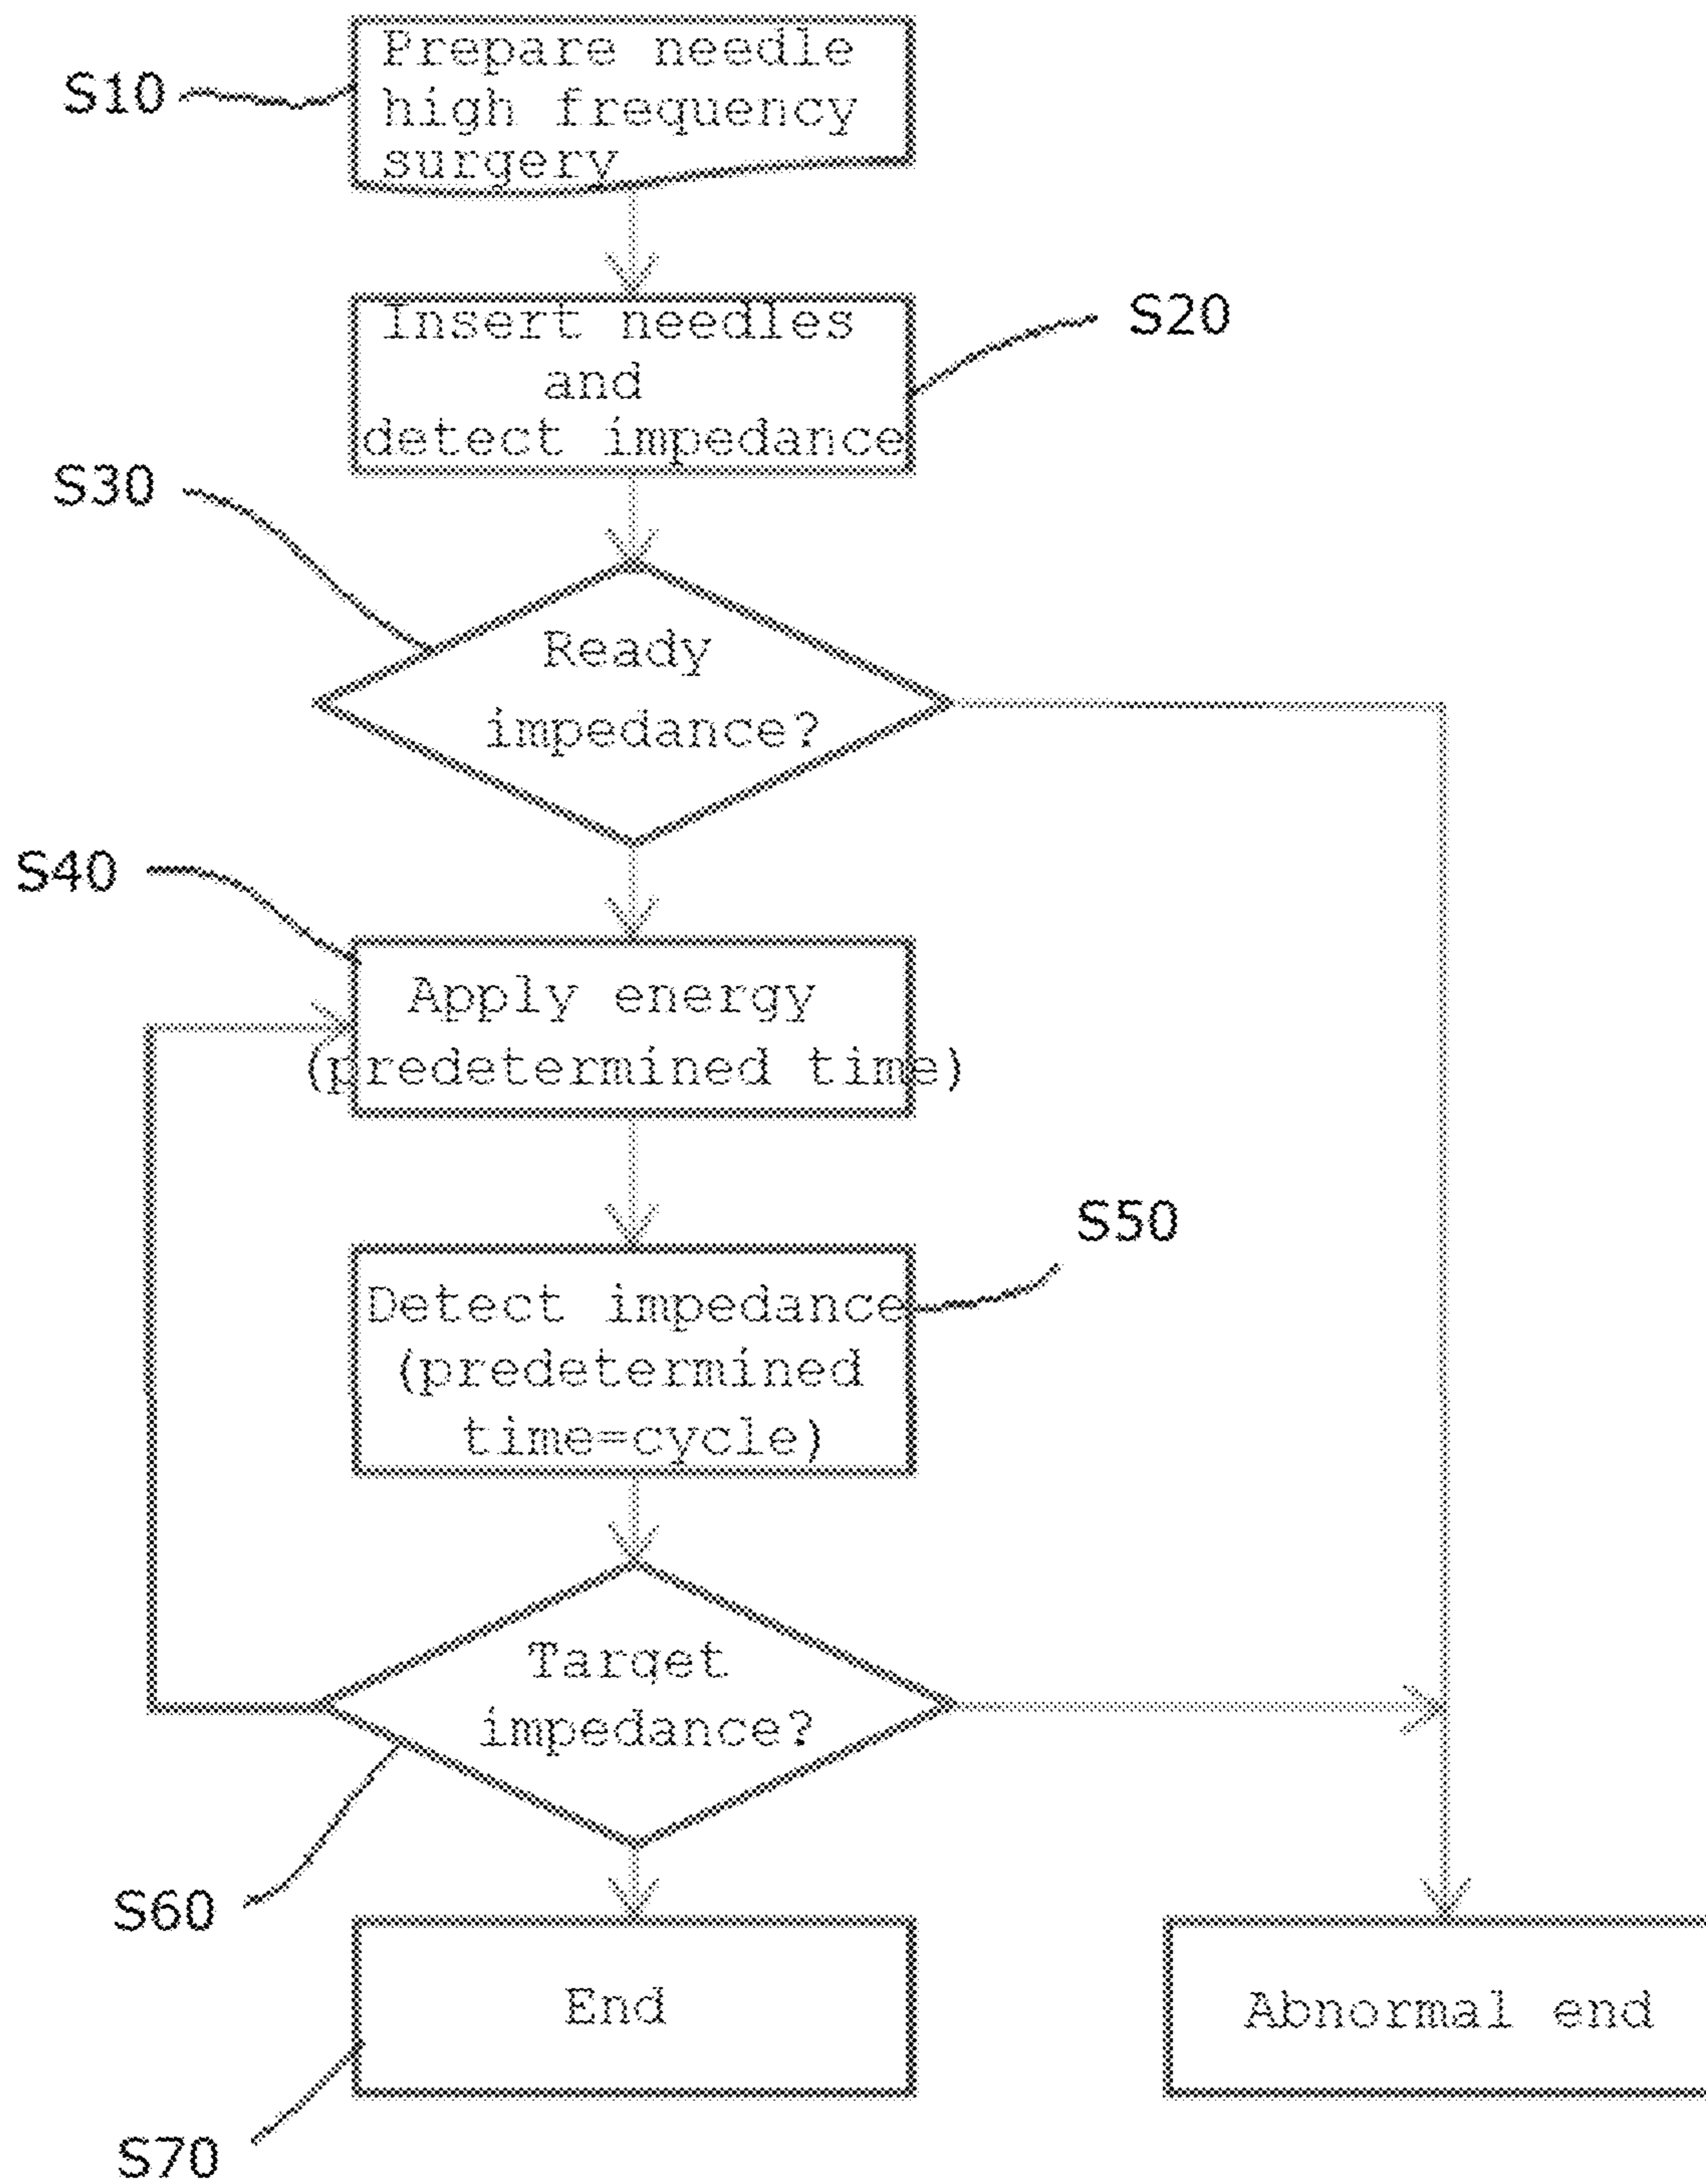 Prepare needle
high frequency
surgery
S10
Insert needles
and
detect impedance
S20
S30
Ready
impedance?
S40
Apply energy
(predetermined time)
S50
Detect impedance
(predetermined
time=cycle)
Target
impedance?
S60
End
Abnormal end
S70